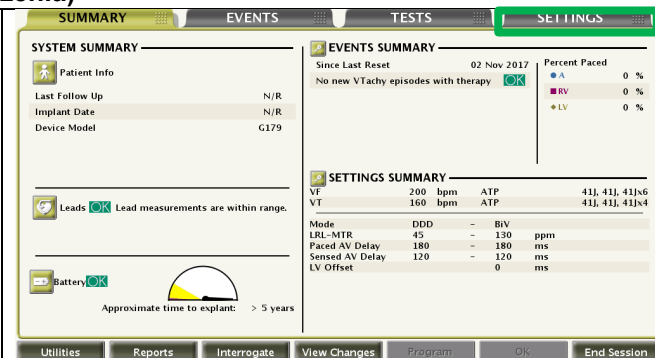 SUMMARY EVENTS TESTS SETTINGS
SYSTEM SUMMARY
Patient Info
Last Follow Up N/R
Implant Date N/R
Device Model G179
Leads OK Lead measurements are within range.
Battery OK
Approximate time to explant: > 5 years
EVENTS SUMMARY
Since Last Reset 02 Nov 2017
No new VTachy episodes with therapy OK
Percent Paced
A 0 %
RV 0 %
LV 0 %
SETTINGS SUMMARY
VF 200 bpm ATP 41J, 41J, 41Jx6
VT 160 bpm ATP 41J, 41J, 41Jx4
Mode DDD - BiV
LRL-MTR 45 - 130 ppm
Paced AV Delay 180 - 180 ms
Sensed AV Delay 120 - 120 ms
LV Offset 0 ms
Utilities Reports Interrogate View Changes Program OK End Session